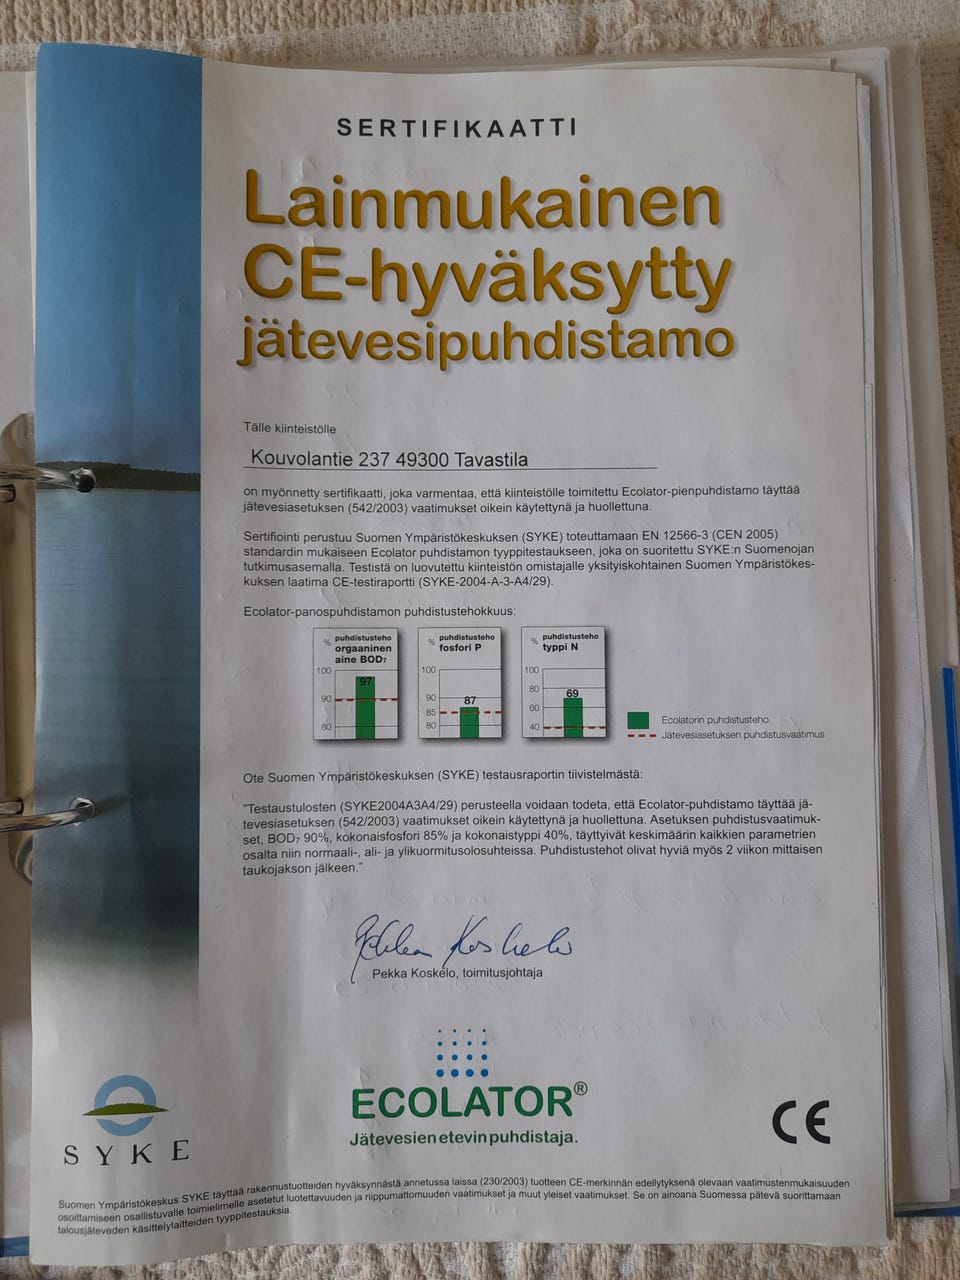 SERTIFIKAATTI
Lainmukainen
CE-hyväksytty
jätevesipuhdistamo
Tälle kiinteistölle
Kouvolantie 237 49300 Tavastila
on myönnetty sertifikaatti, joka varmentaa, että kiinteistölle toimitettu Ecolator-pienpuhdistamo täyttää
jätevesiasetuksen (542/2003) vaatimukset oikein käytettynä ja huollettuna.
Sertifiointi perustuu Suomen Ympäristökeskuksen (SYKE) toteuttamaan EN 12566-3 (CEN 2005)
standardin mukaiseen Ecolator puhdistamon tyyppitestaukseen, joka on suoritettu SYKE:n Suomenojan
tutkimusasemalla. Testistä on luovutettu kiinteistön omistajalle yksityiskohtainen Suomen Ympäristökes-
kuksen laatima CE-testiraportti (SYKE-2004-A-3-A4/29).
Ecolator-panospuhdistamon puhdistustehokkuus:
% puhdistusteho
orgaaninen
aine BOD₇
100
97
90
80
% puhdistusteho
fosfori P
100
90
87
85
80
% puhdistusteho
typpi N
100
80
69
60
40
Ecolatorin puhdistusteho
Jätevesiasetuksen puhdistusvaatimus
Ote Suomen Ympäristökeskuksen (SYKE) testausraportin tiivistelmästä:
"Testaustulosten (SYKE2004A3A4/29) perusteella voidaan todeta, että Ecolator-puhdistamo täyttää jä-
tevesiasetuksen (542/2003) vaatimukset oikein käytettynä ja huollettuna. Asetuksen puhdistusvaatimuk-
set, BOD₇ 90%, kokonaisfosfori 85% ja kokonaistyppi 40%, täyttyivät keskimäärin kaikkien parametrien
osalta niin normaali-, ali- ja ylikuormitusolosuhteissa. Puhdistustehot olivat hyviä myös 2 viikon mittaisen
taukojakson jälkeen."
Pekka Koskelo
Pekka Koskelo, toimitusjohtaja
ECOLATOR®
Jätevesien etevin puhdistaja.
SYKE
CE
Suomen Ympäristökeskus SYKE täyttää rakennustuotteiden hyväksynnästä annetussa laissa (230/2003) tuotteen CE-merkinnän edellytyksenä olevaan vaatimustenmukaisuuden
osoittamiseen osallistuvalle toimielimelle asetetut luotettavuuden ja riippumattomuuden vaatimukset ja muut yleiset vaatimukset. Se on ainoana Suomessa pätevä suorittamaan
talousjäteveden käsittelylaitteiden tyyppitestauksia.